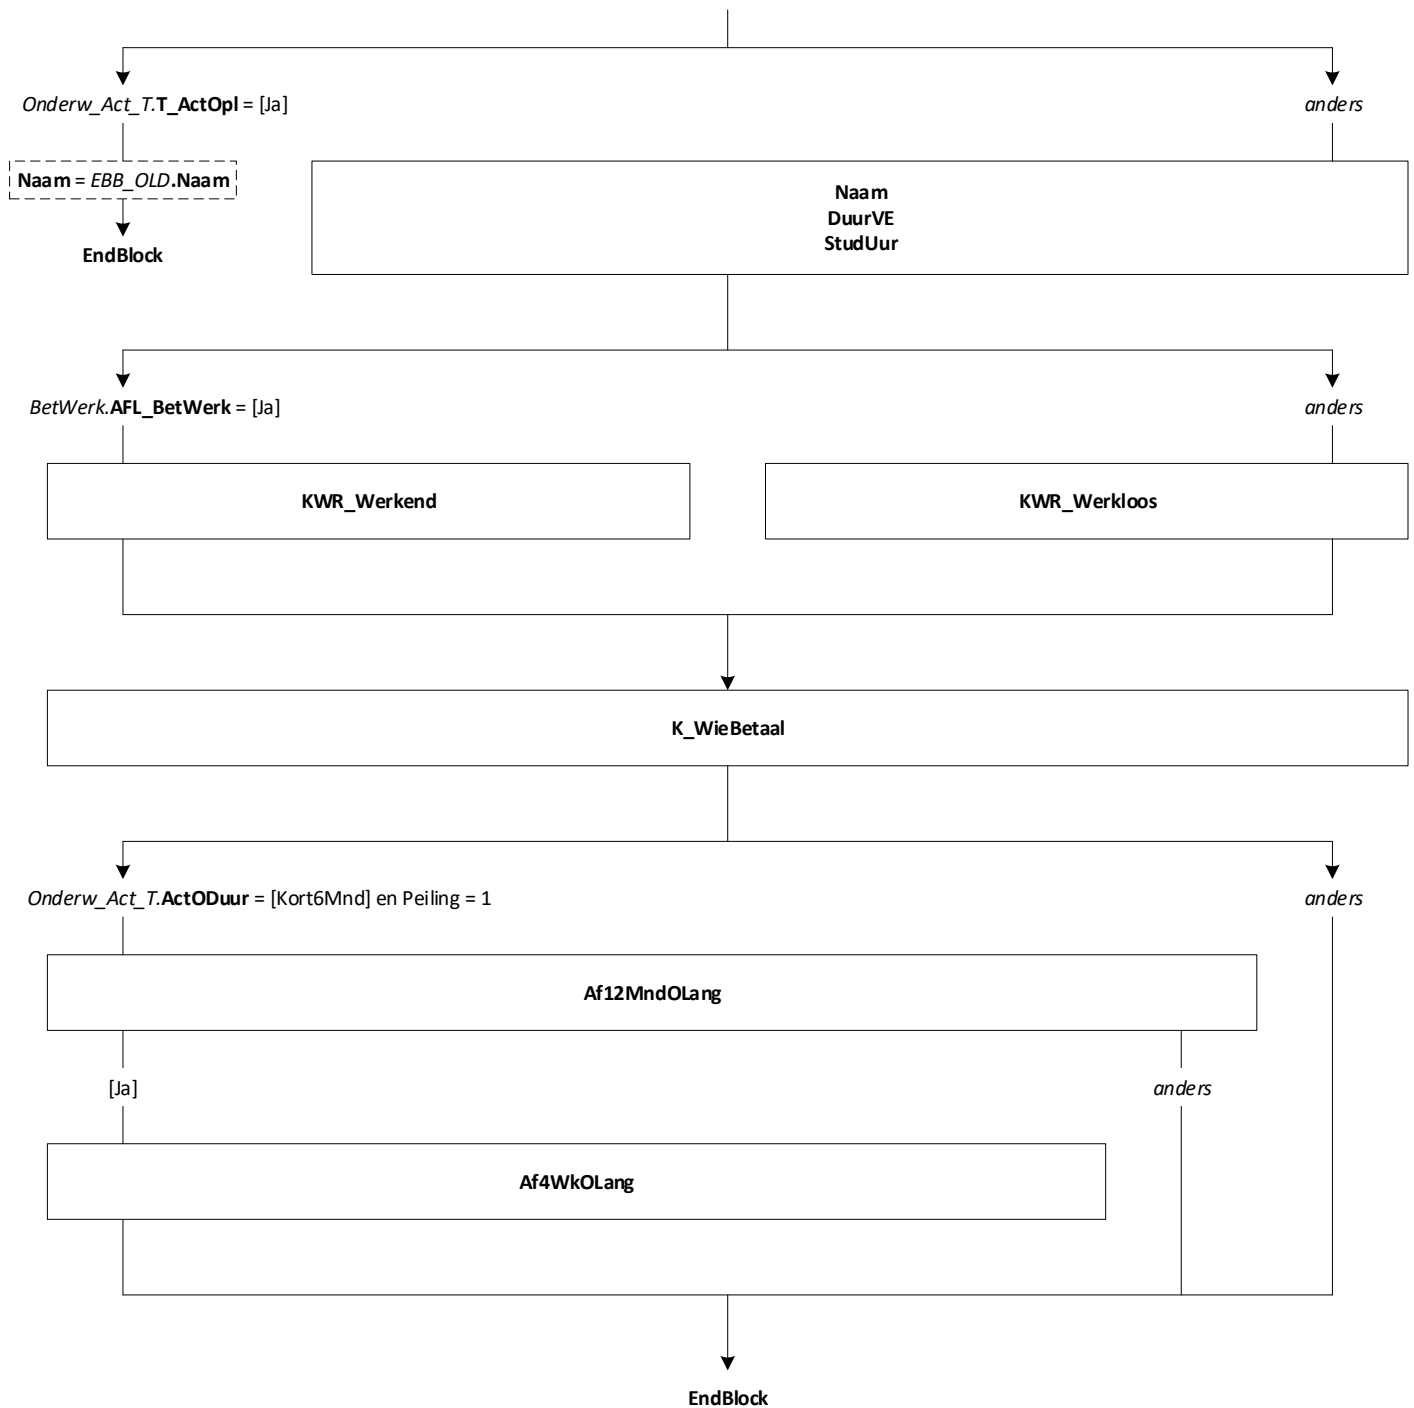 Onderw_Act_T.T_ActOpl = [Ja]
anders
Naam = EBB_OLD.Naam
EndBlock
Naam
DuurVE
StudUur
BetWerk.AFL_BetWerk = [Ja]
anders
KWR_Werkend
KWR_Werkloos
K_WieBetaal
Onderw_Act_T.ActODuur = [Kort6Mnd] en Peiling = 1
anders
Af12MndOLang
[Ja]
anders
Af4WkOLang
EndBlock